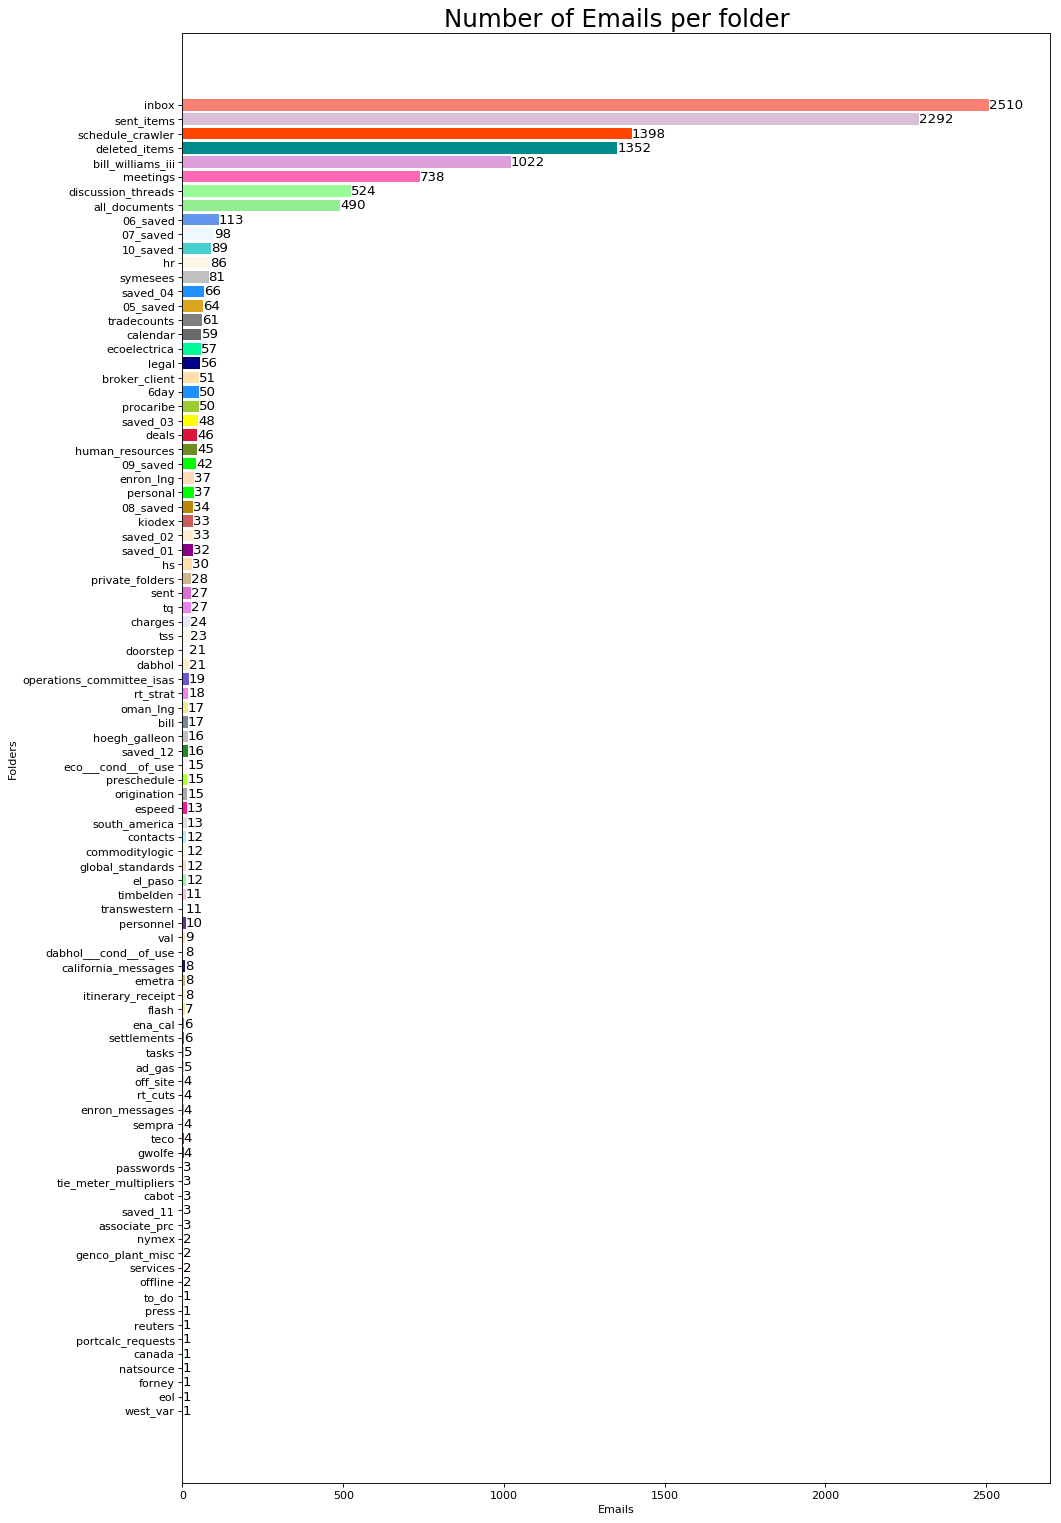 Number of Emails per folder
Folders
inbox 2510
sent_items 2292
schedule_crawler 1398
deleted_items 1352
bill_williams_iii 1022
meetings 738
discussion_threads 524
all_documents 490
06_saved 113
07_saved 98
10_saved 89
hr 86
symesees 81
saved_04 66
05_saved 64
tradecounts 61
calendar 59
ecoelectrica 57
legal 56
broker_client 51
6day 50
procaribe 50
saved_03 48
deals 46
human_resources 45
09_saved 42
enron_lng 37
personal 37
08_saved 34
kiodex 33
saved_02 33
saved_01 32
hs 30
private_folders 28
sent 27
tq 27
charges 24
tss 23
doorstep 21
dabhol 21
operations_committee_isas 19
rt_strat 18
oman_lng 17
bill 17
hoegh_galleon 16
saved_12 16
eco___cond__of_use 15
preschedule 15
origination 15
espeed 13
south_america 13
contacts 12
commoditylogic 12
global_standards 12
el_paso 12
timbelden 11
transwestern 11
personnel 10
val 9
dabhol___cond__of_use 8
california_messages 8
emetra 8
itinerary_receipt 8
flash 7
ena_cal 6
settlements 6
tasks 5
ad_gas 5
off_site 4
rt_cuts 4
enron_messages 4
sempra 4
teco 4
gwolfe 4
passwords 3
tie_meter_multipliers 3
cabot 3
saved_11 3
associate_prc 3
nymex 2
genco_plant_misc 2
services 2
offline 2
to_do 1
press 1
reuters 1
portcalc_requests 1
canada 1
natsource 1
forney 1
eol 1
west_var 1
0 500 1000 1500 2000 2500
Emails